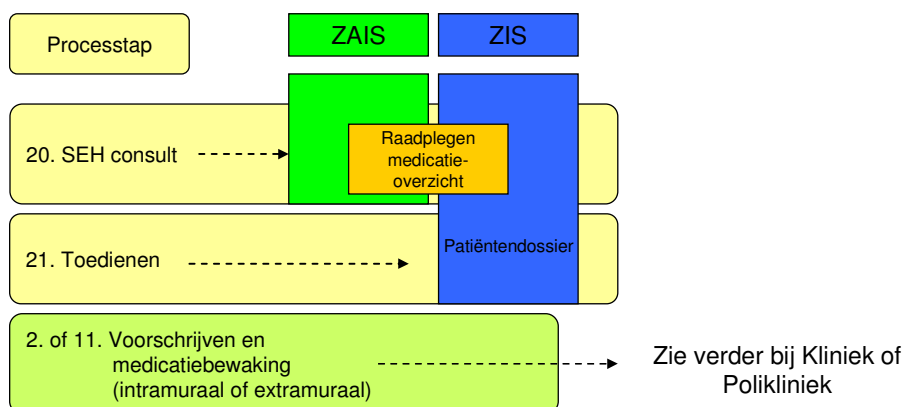 Processtap
ZAIS
ZIS
20. SEH consult
Raadplegen
medicatie-
overzicht
21. Toedienen
Patiëntendossier
2. of 11. Voorschrijven en
medicatiebewaking
(intramuraal of extramuraal)
Zie verder bij Kliniek of
Polikliniek